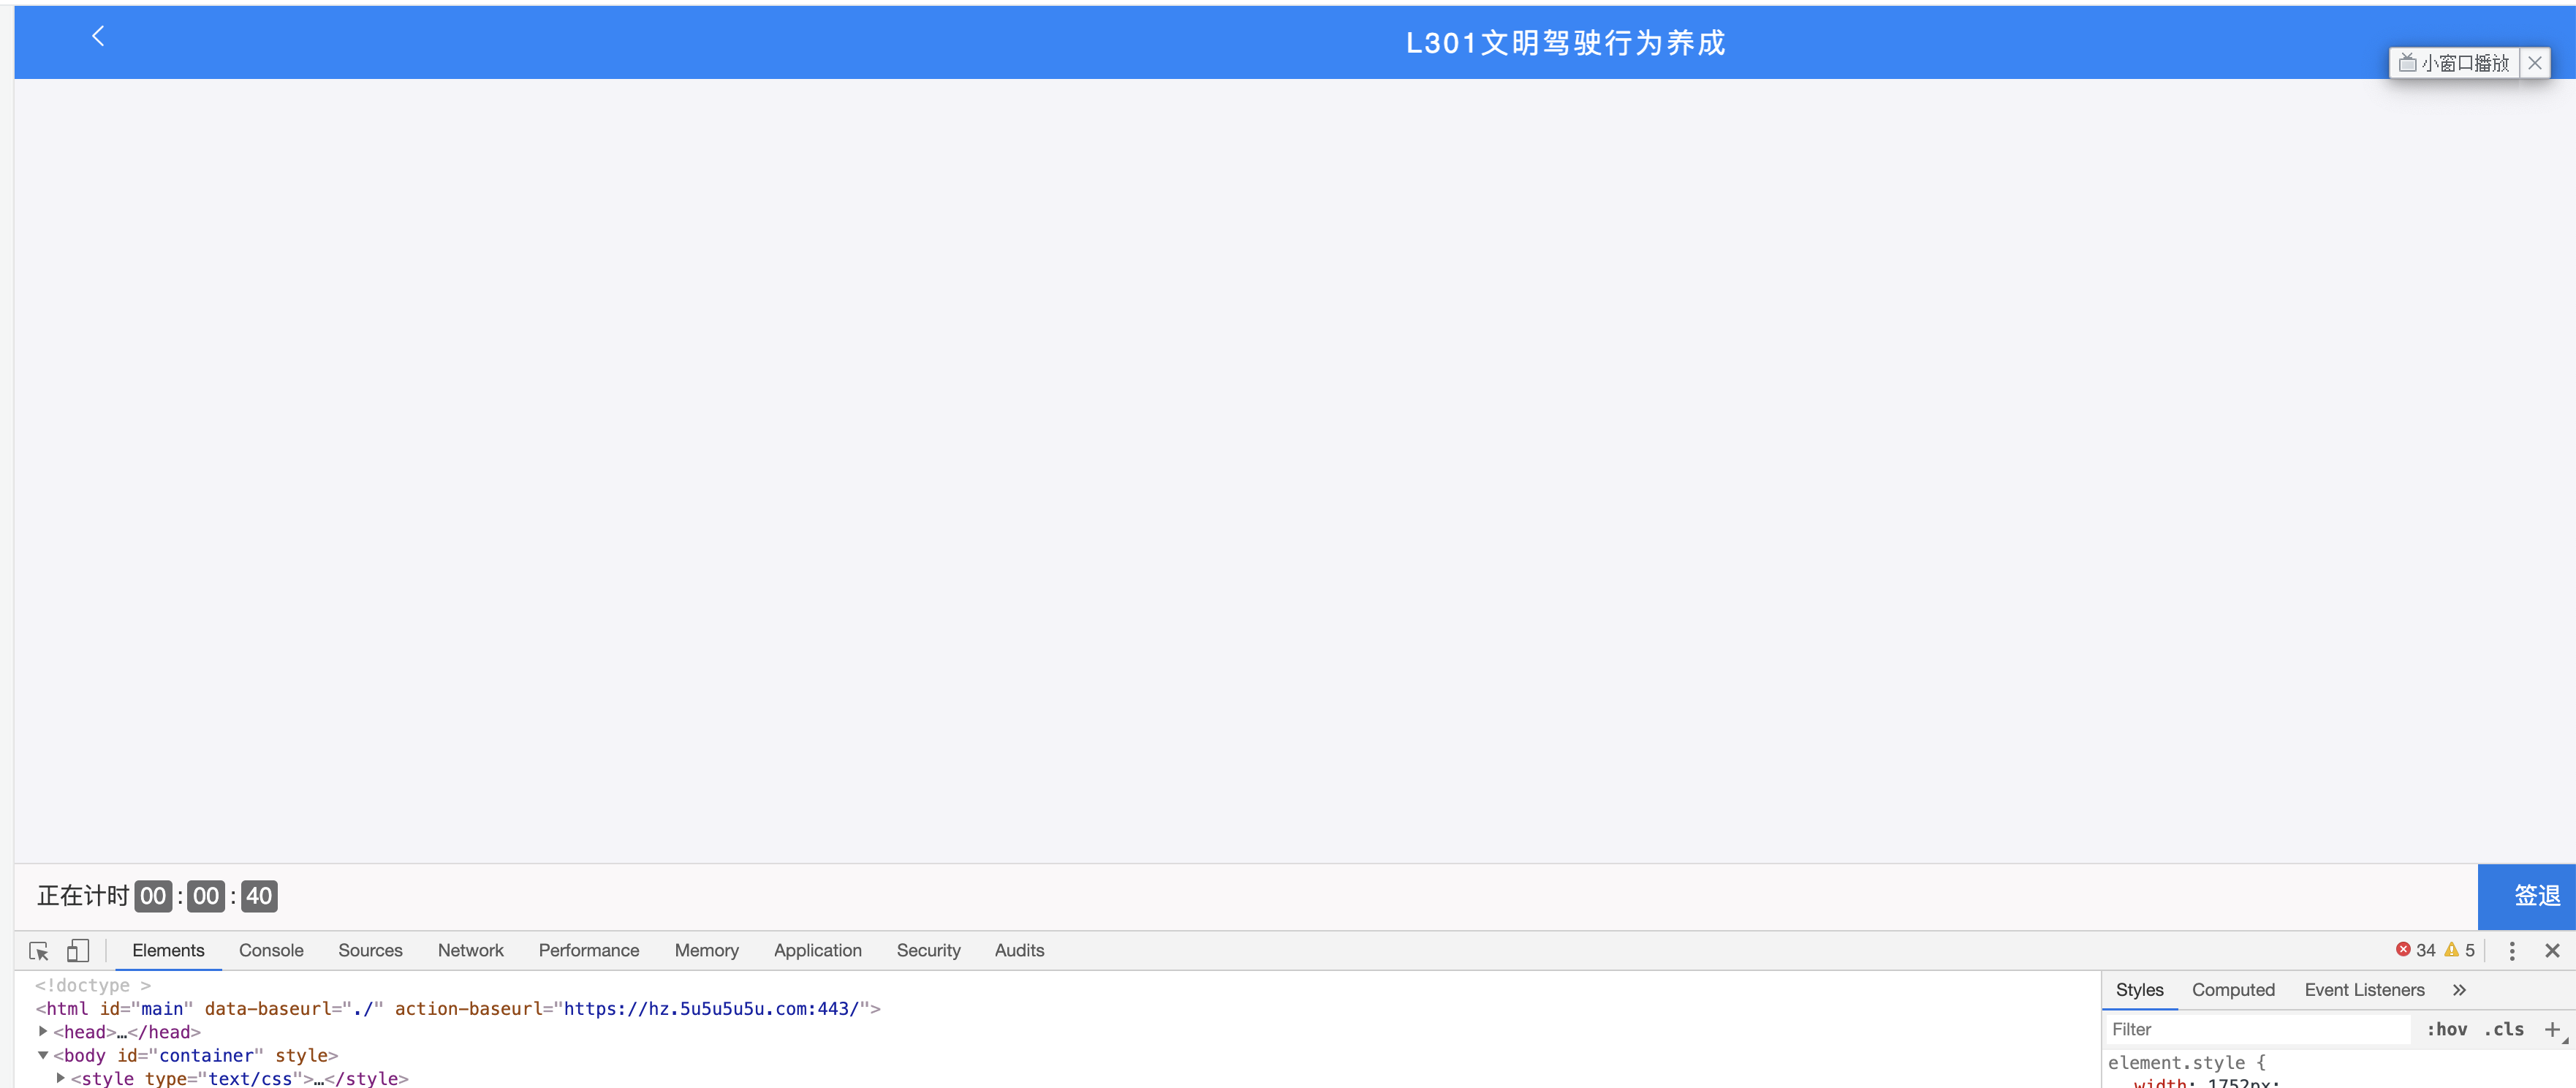 L301文明驾驶行为养成
小窗口播放
正在计时 00 : 00 : 40
签退
Elements Console Sources Network Performance Memory Application Security Audits
34 5
<!doctype >
<html id="main" data-baseurl="./" action-baseurl="https://hz.5u5u5u5u.com:443/">
<head>…</head>
<body id="container" style>
<style type="text/css">…</style>
Styles Computed Event Listeners »
Filter :hov .cls +
element.style {
width: 1752px;